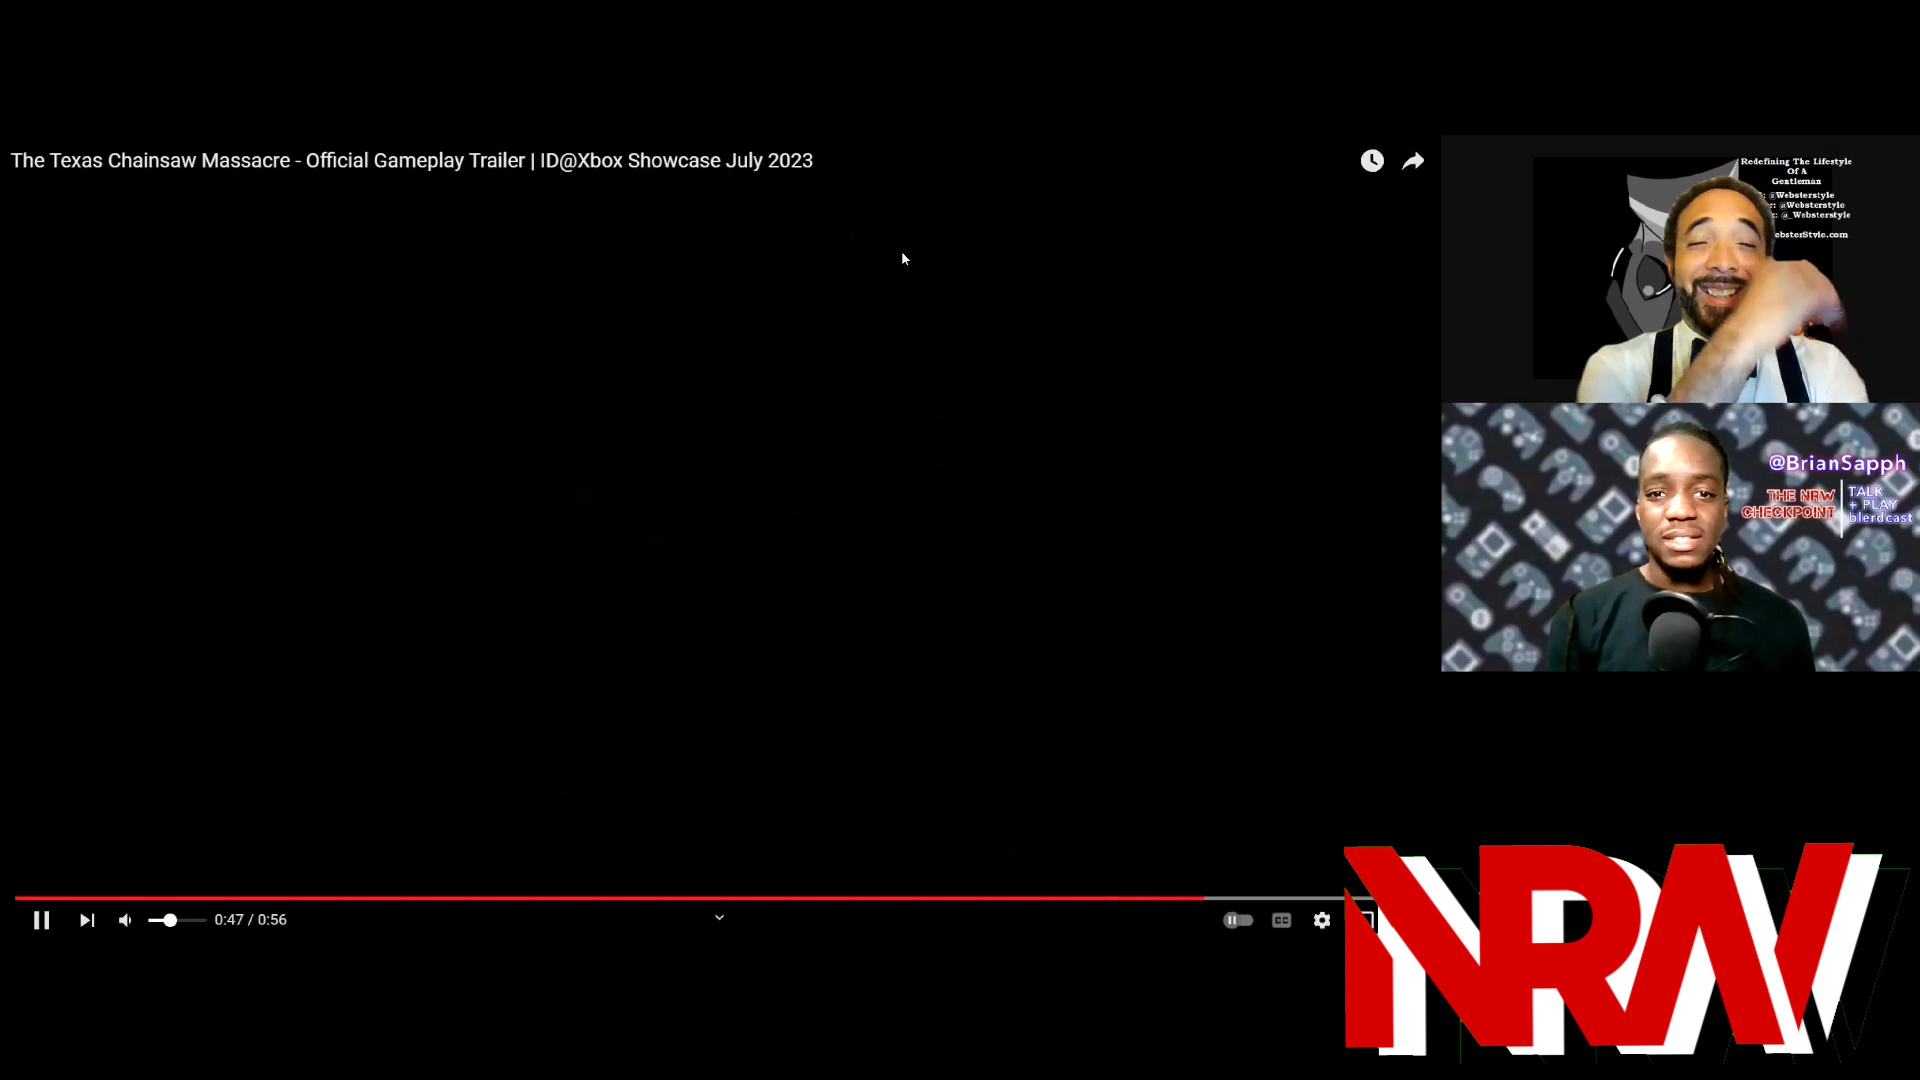 The Texas Chainsaw Massacre - Official Gameplay Trailer | ID@Xbox Showcase July 2023
Redefining The Lifestyle
Of A
Gentleman
: @Websterstyle
: @Websterstyle
: @_Websterstyle
ebsterStyle.com
@BrianSapph
THE NRW
CHECKPOINT
TALK
+ PLAY
blerdcast
0:47 / 0:56
CC
NRW